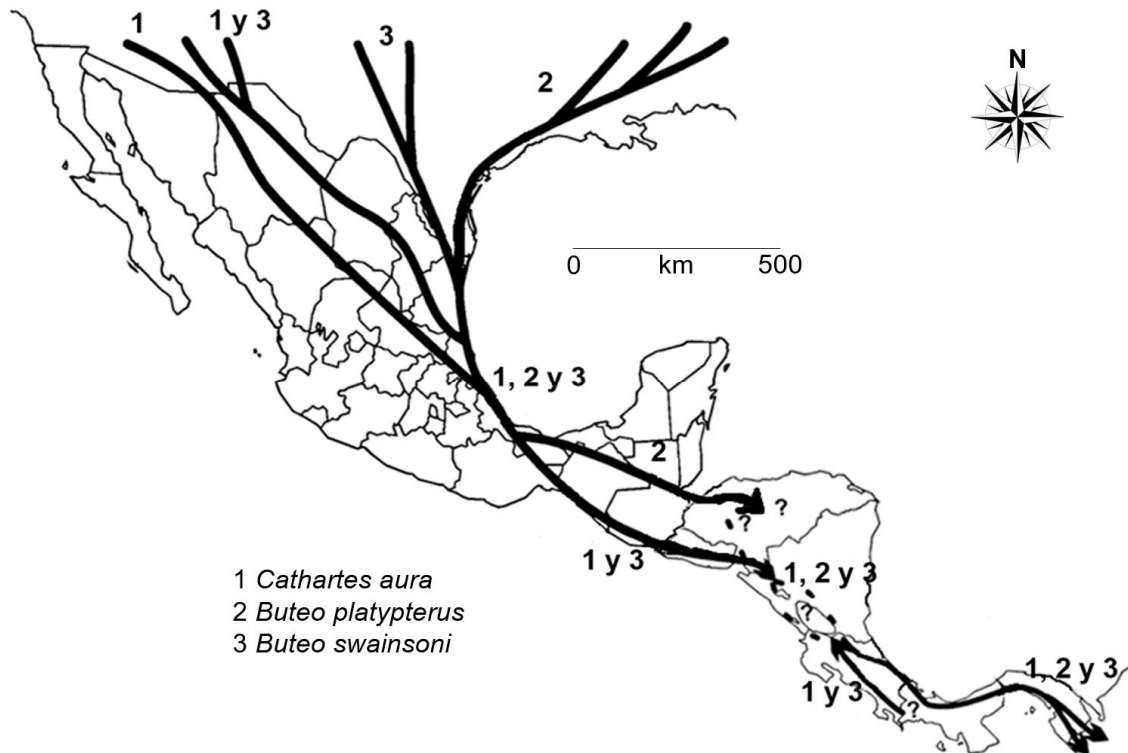 1
1 y 3
3
2
N
0 km 500
1, 2 y 3
2
?
?
1 y 3
1, 2 y 3
?
1 Cathartes aura
2 Buteo platypterus
3 Buteo swainsoni
1 y 3
?
1, 2 y 3